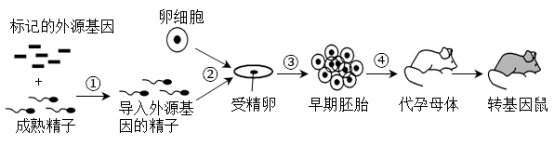 标记的外源基因
卵细胞
+
①
②
③
④
成熟精子
导入外源基
因的精子
受精卵
早期胚胎
代孕母体
转基因鼠